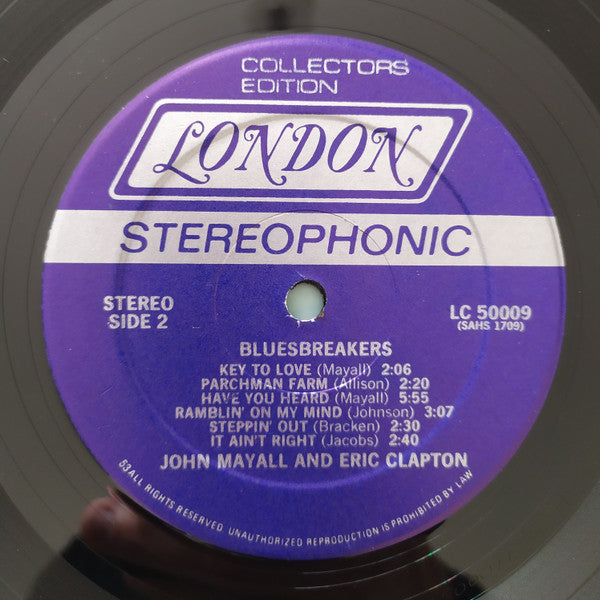 COLLECTORS
EDITION
LONDON
STEREOPHONIC
STEREO
SIDE 2
LC 50009
(SAHS 1709)
BLUESBREAKERS
KEY TO LOVE (Mayall) 2:06
PARCHMAN FARM (Allison) 2:20
HAVE YOU HEARD (Mayall) 5:55
RAMBLIN' ON MY MIND (Johnson) 3:07
STEPPIN' OUT (Bracken) 2:30
IT AIN'T RIGHT (Jacobs) 2:40
JOHN MAYALL AND ERIC CLAPTON
53 ALL RIGHTS RESERVED. UNAUTHORIZED REPRODUCTION IS PROHIBITED BY LAW